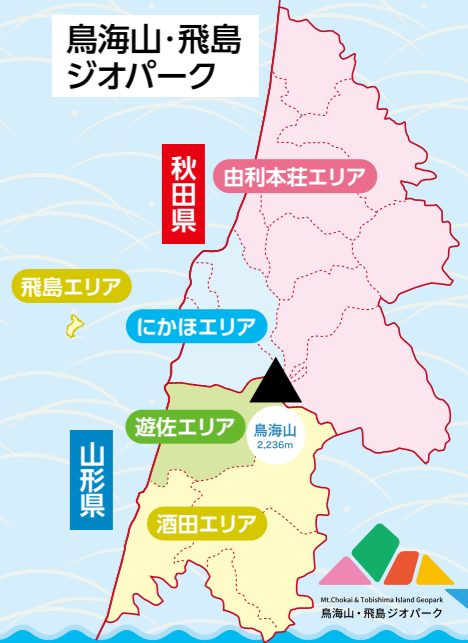 鳥海山・飛島
ジオパーク
秋田県
由利本荘エリア
飛島エリア
にかほエリア
遊佐エリア
鳥海山
2,236m
山形県
酒田エリア
Mt.Chokai & Tobishima Island Geopark
鳥海山・飛島ジオパーク